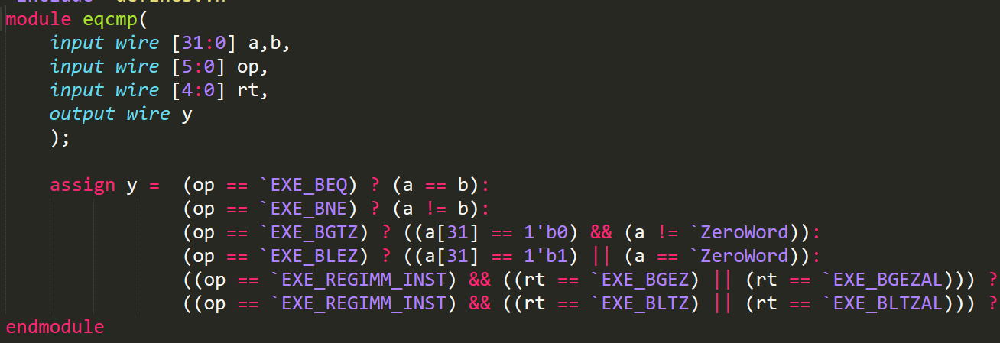 module eqcmp(
input wire [31:0] a,b,
input wire [5:0] op,
input wire [4:0] rt,
output wire y
);
assign y = (op == `EXE_BEQ) ? (a == b):
(op == `EXE_BNE) ? (a != b):
(op == `EXE_BGTZ) ? ((a[31] == 1'b0) && (a != `ZeroWord)):
(op == `EXE_BLEZ) ? ((a[31] == 1'b1) || (a == `ZeroWord)):
((op == `EXE_REGIMM_INST) && ((rt == `EXE_BGEZ) || (rt == `EXE_BGEZAL))) ?
((op == `EXE_REGIMM_INST) && ((rt == `EXE_BLTZ) || (rt == `EXE_BLTZAL))) ?
endmodule